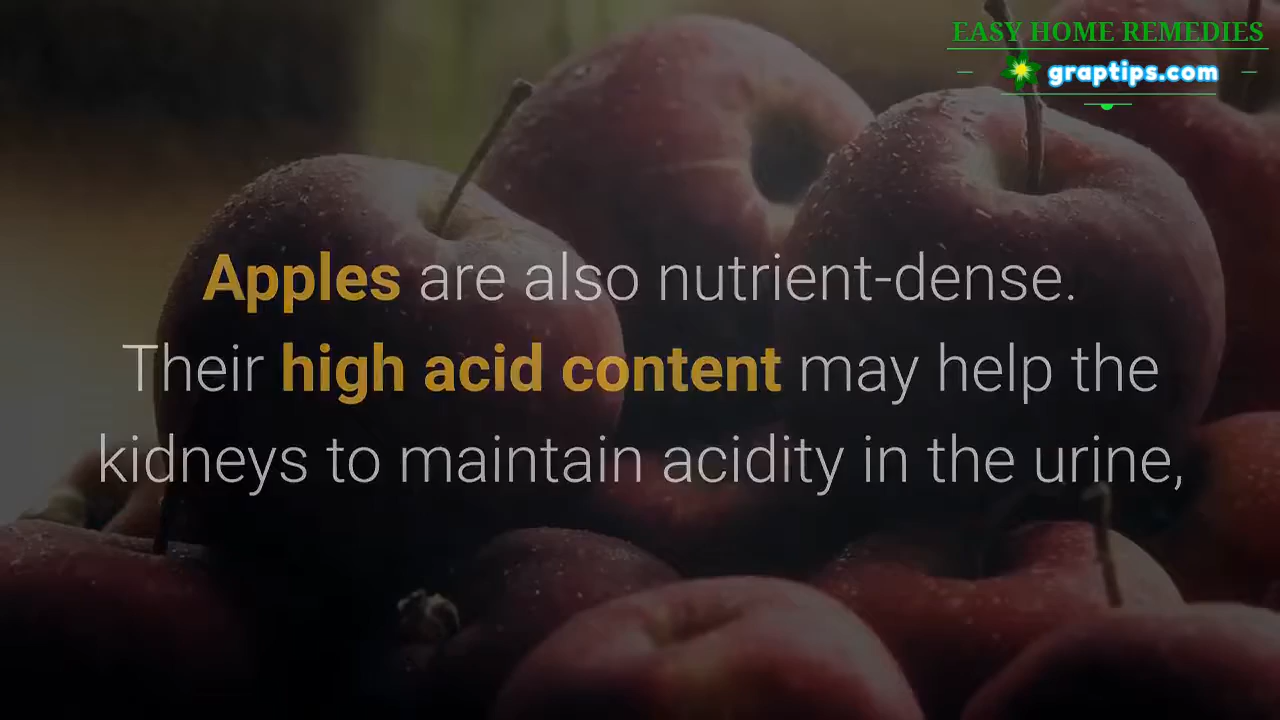 EASY HOME REMEDIES
graptips.com
Apples are also nutrient-dense.
Their high acid content may help the
kidneys to maintain acidity in the urine,